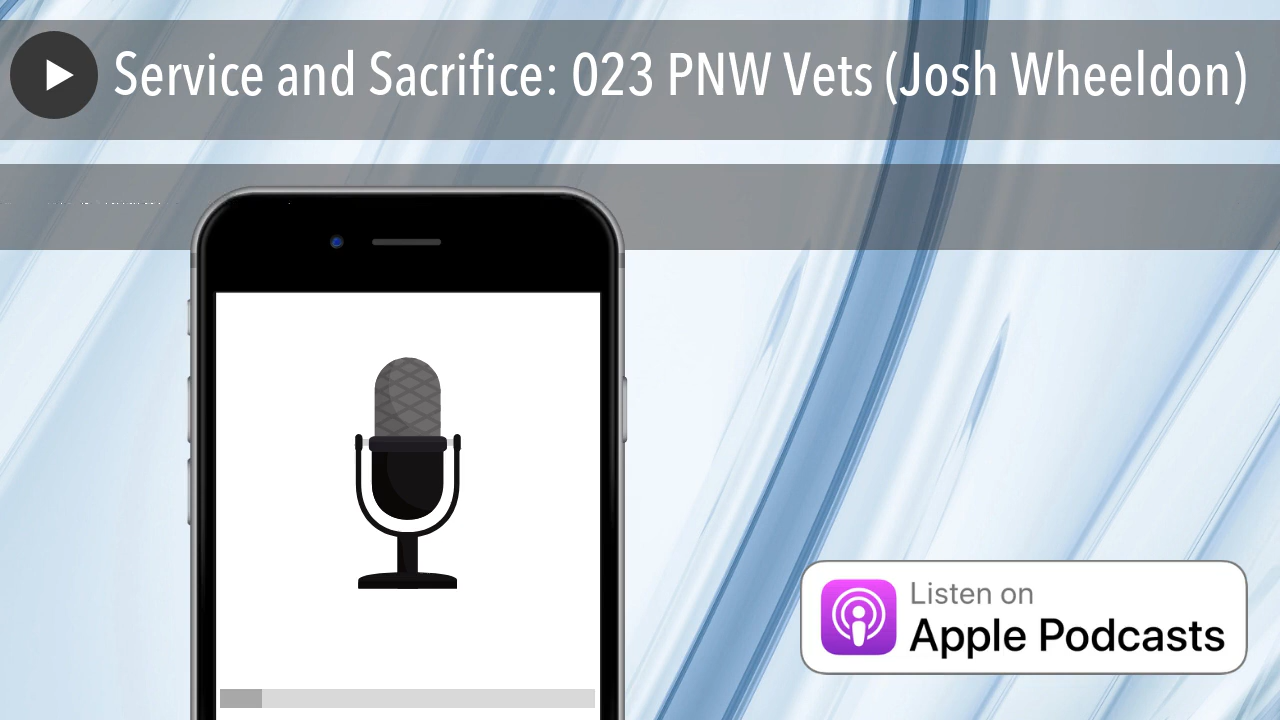 Service and Sacrifice: 023 PNW Vets (Josh Wheeldon)
Listen on
Apple Podcasts